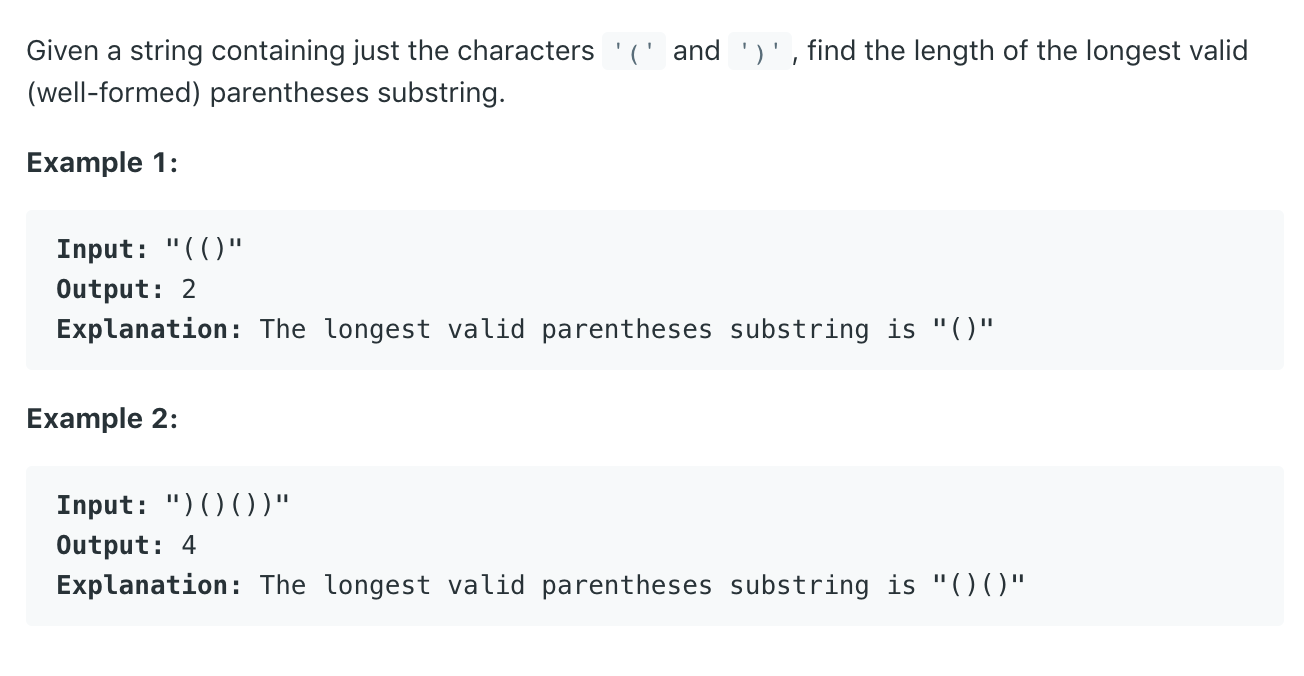 Given a string containing just the characters '(' and ')', find the length of the longest valid
(well-formed) parentheses substring.
Example 1:
Input: "(()"
Output: 2
Explanation: The longest valid parentheses substring is "()"
Example 2:
Input: ")()())"
Output: 4
Explanation: The longest valid parentheses substring is "()()"